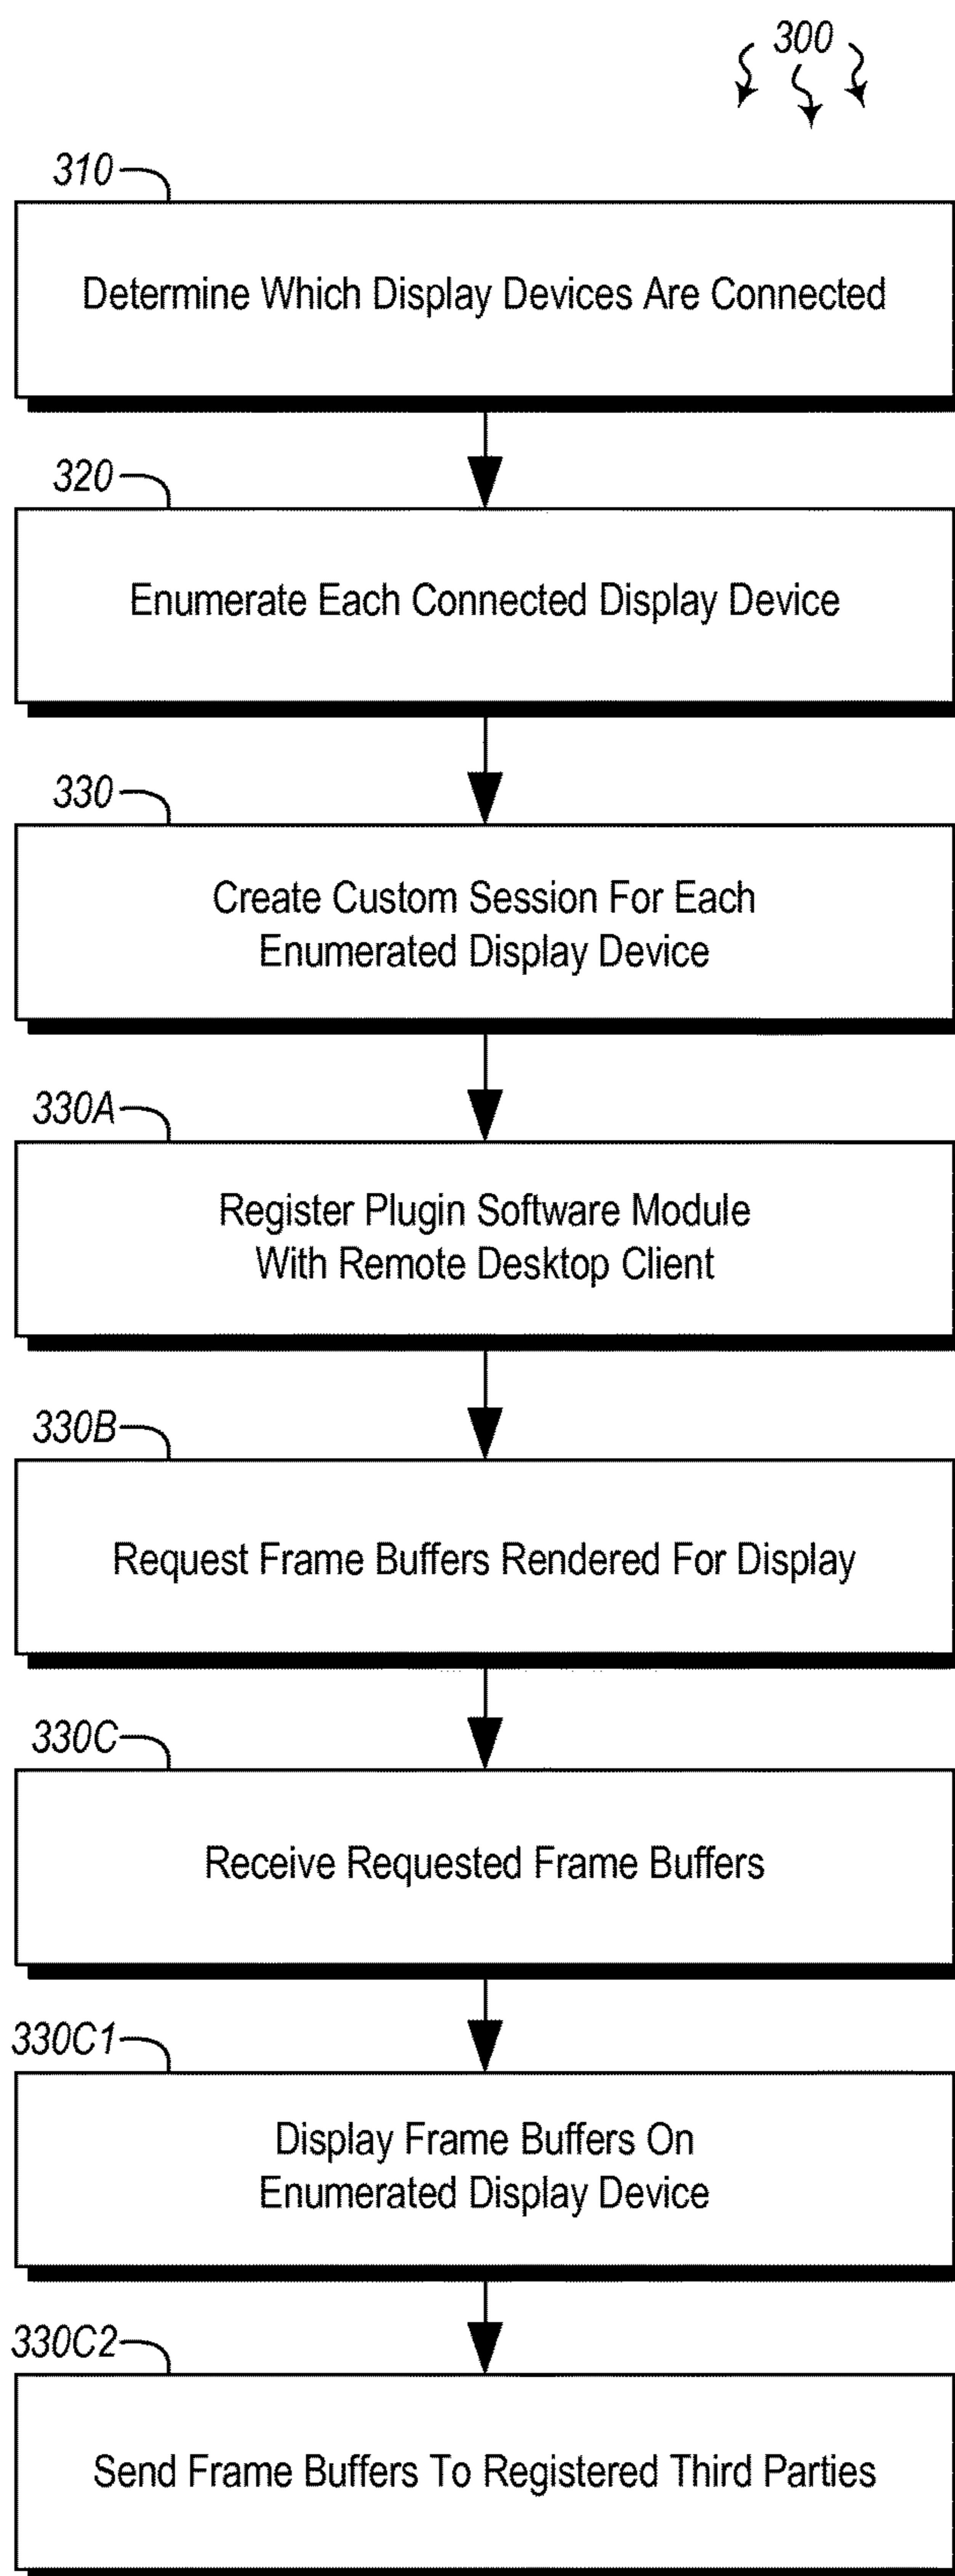 300
310
Determine Which Display Devices Are Connected
320
Enumerate Each Connected Display Device
330
Create Custom Session For Each
Enumerated Display Device
330A
Register Plugin Software Module
With Remote Desktop Client
330B
Request Frame Buffers Rendered For Display
330C
Receive Requested Frame Buffers
330C1
Display Frame Buffers On
Enumerated Display Device
330C2
Send Frame Buffers To Registered Third Parties